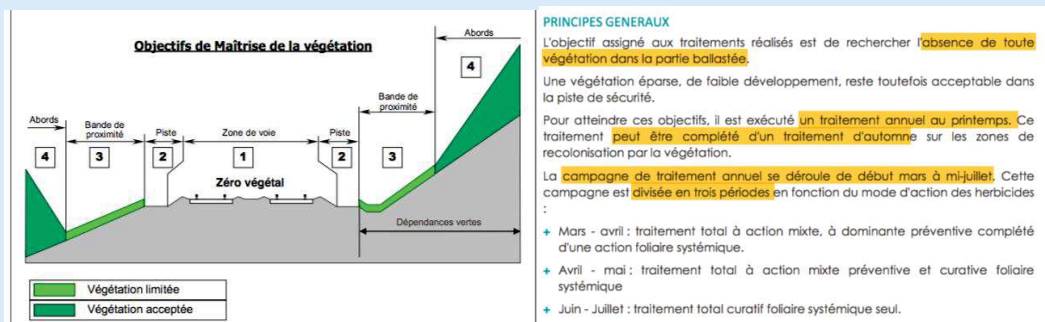 Objectifs de Maîtrise de la végétation
Abords
4
Abords
Bande de
proximité
Piste
Zone de voie
Piste
Bande de
proximité
4
3
2
1
2
3
Zéro végétal
Dépendances vertes
Végétation limitée
Végétation acceptée
PRINCIPES GENERAUX
L'objectif assigné aux traitements réalisés est de rechercher l'absence de toute
végétation dans la partie ballastée.
Une végétation éparse, de faible développement, reste toutefois acceptable dans
la piste de sécurité.
Pour atteindre ces objectifs, il est exécuté un traitement annuel au printemps. Ce
traitement peut être complété d'un traitement d'automne sur les zones de
recolonisation par la végétation.
La campagne de traitement annuel se déroule de début mars à mi-juillet. Cette
campagne est divisée en trois périodes en fonction du mode d'action des herbicides
:
+ Mars - avril : traitement total à action mixte, à dominante préventive complété
d'une action foliaire systémique.
+ Avril - mai : traitement total à action mixte préventive et curative foliaire
systémique
+ Juin - Juillet : traitement total curatif foliaire systémique seul.